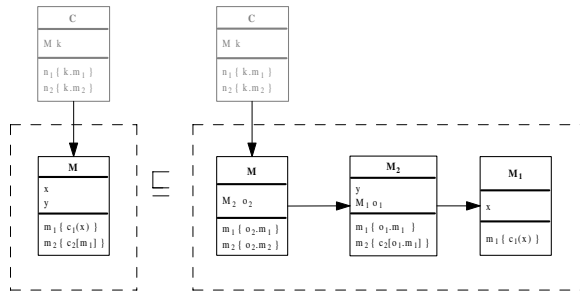 C
M k
n₁ { k.m₁ }
n₂ { k.m₂ }
C
M k
n₁ { k.m₁ }
n₂ { k.m₂ }
M
x
y
m₁ { c₁(x) }
m₂ { c₂[m₁] }
⊑
M
M₂ o₂
m₁ { o₂.m₁ }
m₂ { o₂.m₂ }
M₂
y
M₁ o₁
m₁ { o₁.m₁ }
m₂ { c₂[o₁.m₁] }
M₁
x
m₁ { c₁(x) }